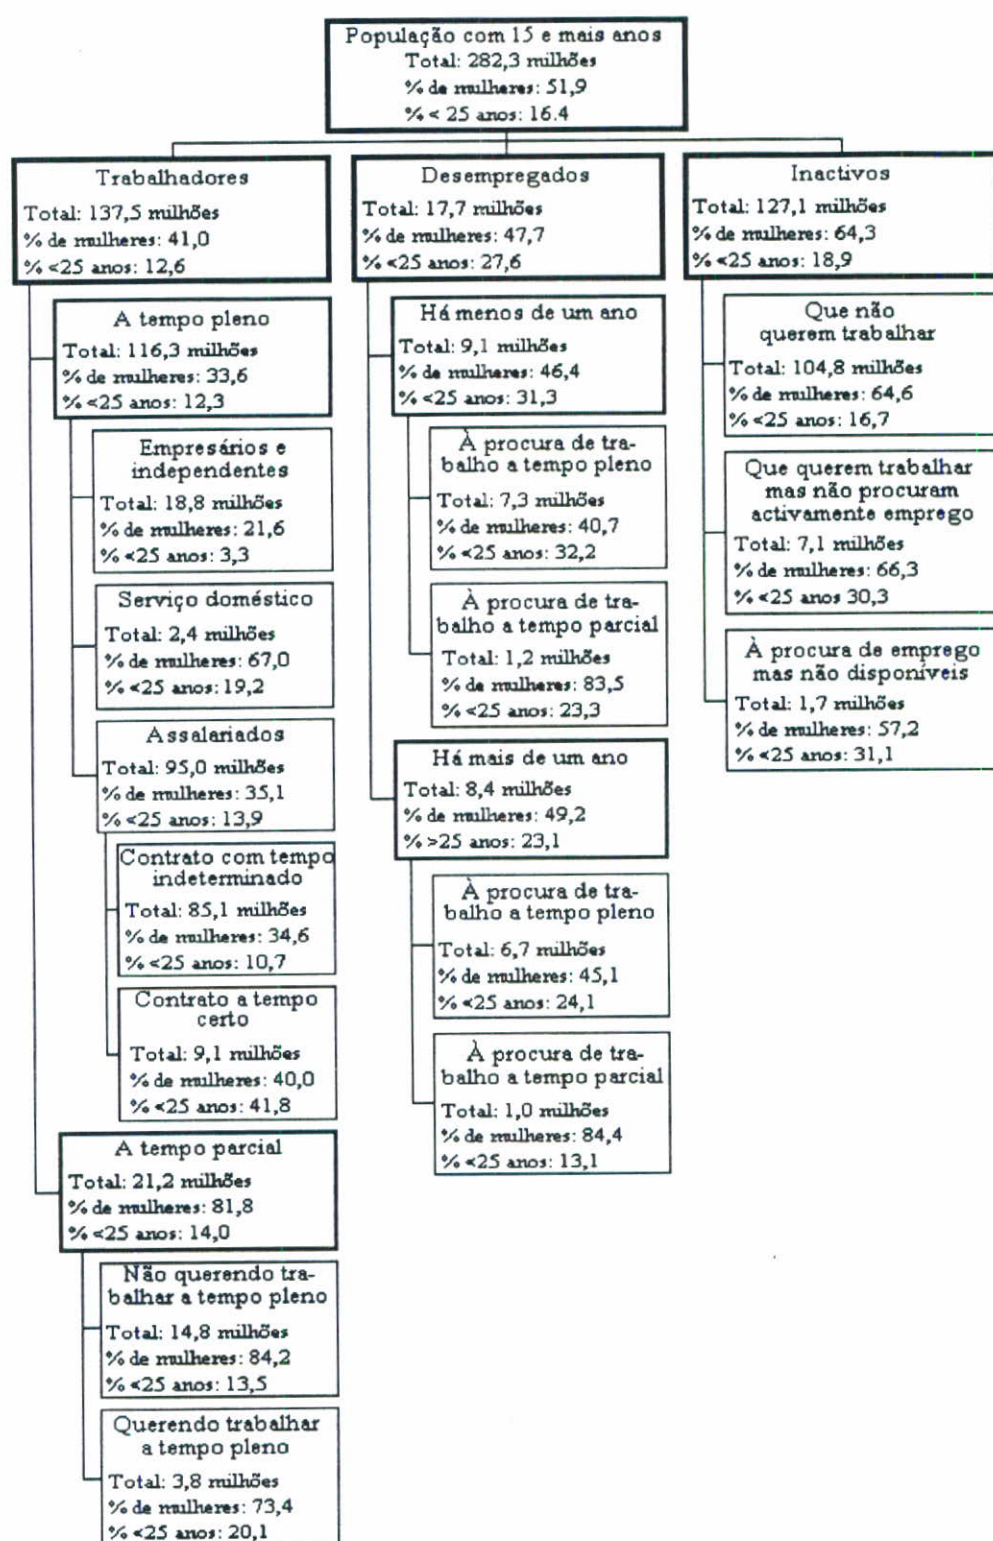 População com 15 e mais anos
Total: 282,3 milhões
% de mulheres: 51,9
% < 25 anos: 16.4
Trabalhadores
Total: 137,5 milhões
% de mulheres: 41,0
% <25 anos: 12,6
A tempo pleno
Total: 116,3 milhões
% de mulheres: 33,6
% <25 anos: 12,3
Empresários e
independentes
Total: 18,8 milhões
% de mulheres: 21,6
% <25 anos: 3,3
Serviço doméstico
Total: 2,4 milhões
% de mulheres: 67,0
% <25 anos: 19,2
Assalariados
Total: 95,0 milhões
% de mulheres: 35,1
% <25 anos: 13,9
Contrato com tempo
indeterminado
Total: 85,1 milhões
% de mulheres: 34,6
% <25 anos: 10,7
Contrato a tempo
certo
Total: 9,1 milhões
% de mulheres: 40,0
% <25 anos: 41,8
A tempo parcial
Total: 21,2 milhões
% de mulheres: 81,8
% <25 anos: 14,0
Não querendo tra-
balhar a tempo pleno
Total: 14,8 milhões
% de mulheres: 84,2
% <25 anos: 13,5
Querendo trabalhar
a tempo pleno
Total: 3,8 milhões
% de mulheres: 73,4
% <25 anos: 20,1
Desempregados
Total: 17,7 milhões
% de mulheres: 47,7
% <25 anos: 27,6
Há menos de um ano
Total: 9,1 milhões
% de mulheres: 46,4
% <25 anos: 31,3
À procura de tra-
balho a tempo pleno
Total: 7,3 milhões
% de mulheres: 40,7
% <25 anos: 32,2
À procura de tra-
balho a tempo parcial
Total: 1,2 milhões
% de mulheres: 83,5
% <25 anos: 23,3
Há mais de um ano
Total: 8,4 milhões
% de mulheres: 49,2
% >25 anos: 23,1
À procura de tra-
balho a tempo pleno
Total: 6,7 milhões
% de mulheres: 45,1
% <25 anos: 24,1
À procura de tra-
balho a tempo parcial
Total: 1,0 milhões
% de mulheres: 84,4
% <25 anos: 13,1
Inactivos
Total: 127,1 milhões
% de mulheres: 64,3
% <25 anos: 18,9
Que não
querem trabalhar
Total: 104,8 milhões
% de mulheres: 64,6
% <25 anos: 16,7
Que querem trabalhar
mas não procuram
activamente emprego
Total: 7,1 milhões
% de mulheres: 66,3
% <25 anos 30,3
À procura de emprego
mas não disponíveis
Total: 1,7 milhões
% de mulheres: 57,2
% <25 anos: 31,1